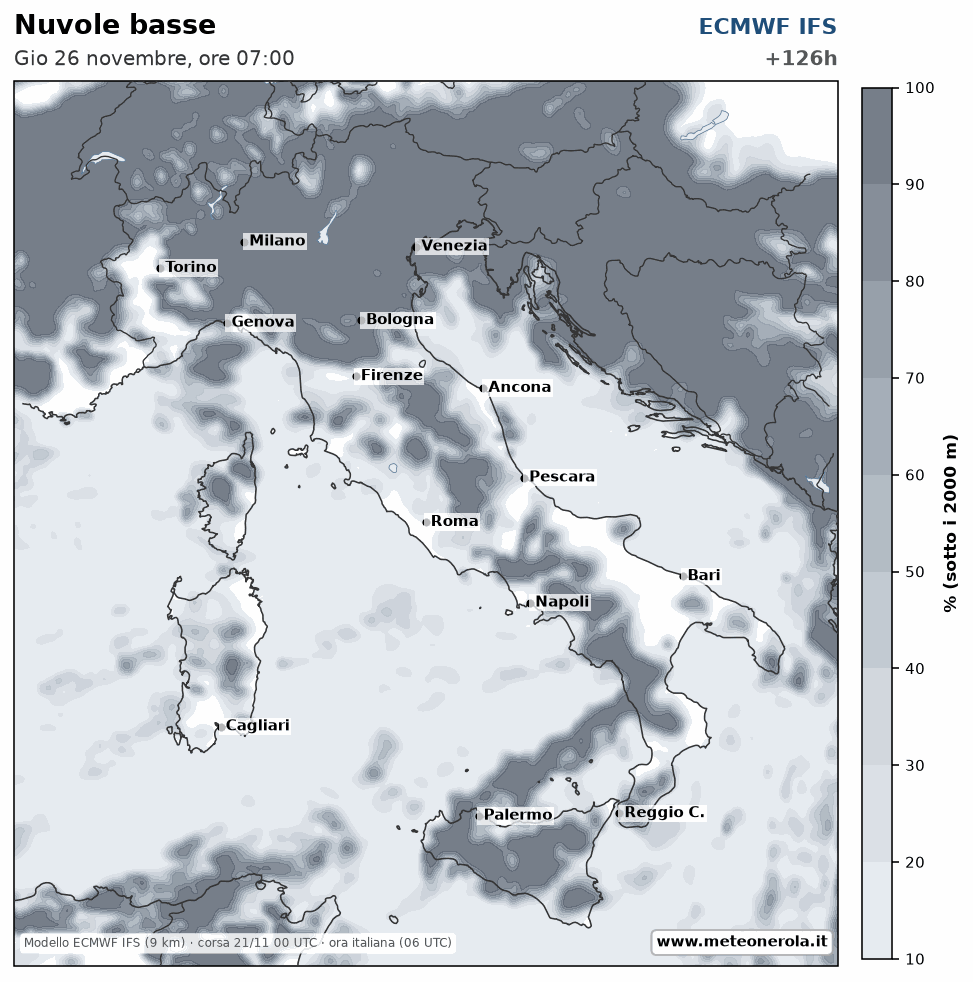 Nuvole basse
ECMWF IFS
Gio 26 novembre, ore 07:00
+126h
100
90
80
70
60
50
40
30
20
10
% (sotto i 2000 m)
Milano
Venezia
Torino
Genova
Bologna
Firenze
Ancona
Pescara
Roma
Bari
Napoli
Cagliari
Palermo
Reggio C.
Modello ECMWF IFS (9 km) · corsa 21/11 00 UTC · ora italiana (06 UTC)
www.meteonerola.it